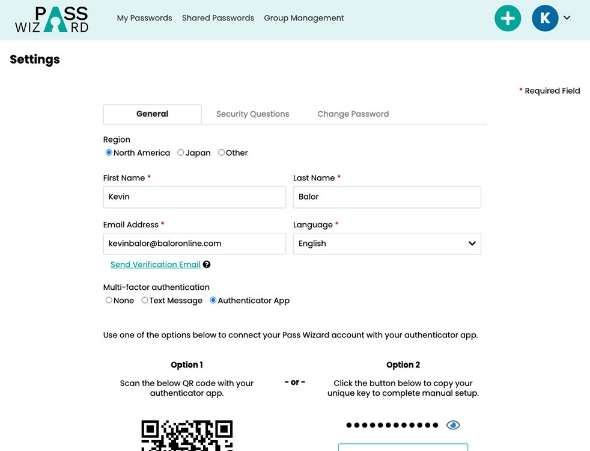 PASS
WIZARD
My Passwords Shared Passwords Group Management
K
Settings
* Required Field
General Security Questions Change Password
Region
North America Japan Other
First Name * Last Name *
Kevin Balor
Email Address * Language *
kevinbalor@baloronline.com English
Send Verification Email ?
Multi-factor authentication
None Text Message Authenticator App
Use one of the options below to connect your Pass Wizard account with your authenticator app.
Option 1 Option 2
Scan the below QR code with your - or - Click the button below to copy your
authenticator app. unique key to complete manual setup.